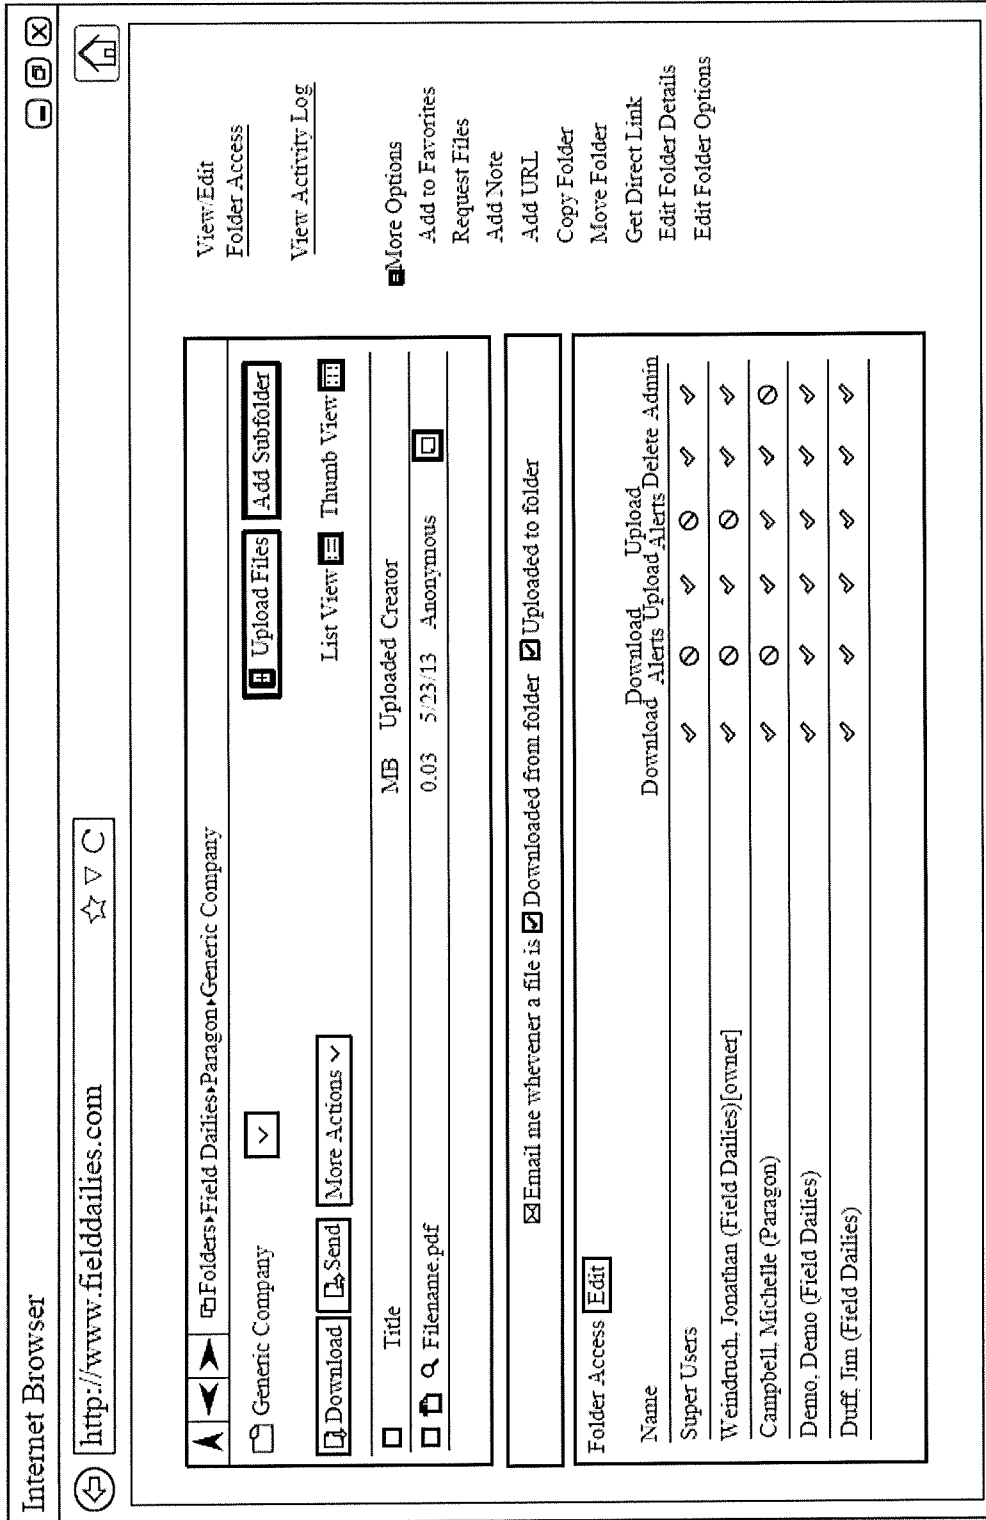 Internet Browser
http://www.fielddailies.com
Folders▸Field Dailies▸Paragon▸Generic Company
Generic Company
Upload Files
Add Subfolder
Download
Send
More Actions
List View
Thumb View
Title MB Uploaded Creator
Filename.pdf 0.03 5/23/13 Anonymous
Email me whevener a file is Downloaded from folder Uploaded to folder
Folder Access Edit
Name Download Download Alerts Upload Upload Alerts Delete Admin
Super Users
Weindruch, Jonathan (Field Dailies)[owner]
Campbell, Michelle (Paragon)
Demo, Demo (Field Dailies)
Duff, Jim (Field Dailies)
View/Edit
Folder Access
View Activity Log
More Options
Add to Favorites
Request Files
Add Note
Add URL
Copy Folder
Move Folder
Get Direct Link
Edit Folder Details
Edit Folder Options